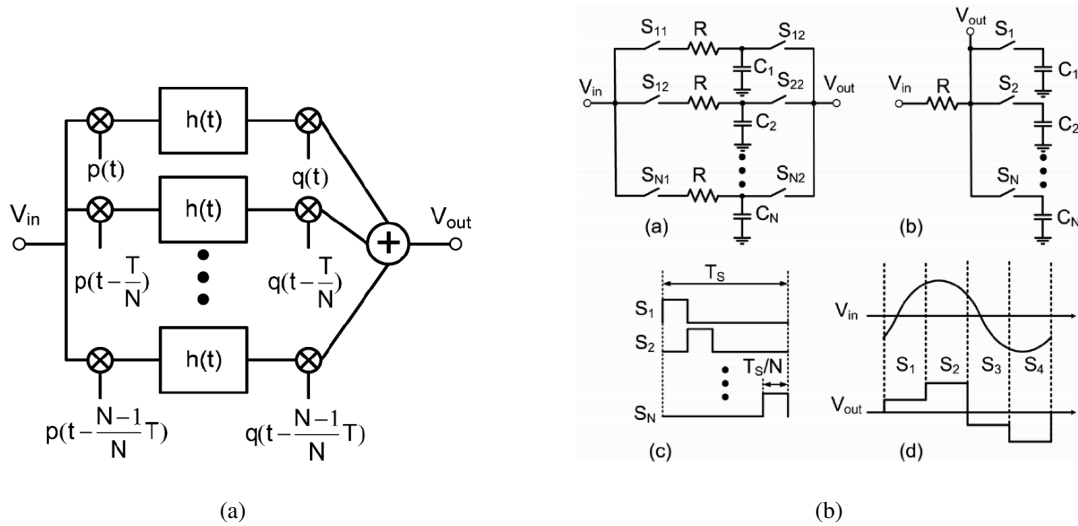 h(t)
p(t)
q(t)
V_in
h(t)
V_out
p(t-T/N)
q(t-T/N)
h(t)
p(t-N-1/N T)
q(t-N-1/N T)
(a)
S_11 R S_12
C_1
V_in
S_12 R S_22
V_out
C_2
S_N1 R S_N2
C_N
(a)
V_out
S_1
C_1
V_in
R
S_2
C_2
S_N
C_N
(b)
T_S
S_1
S_2
T_S/N
S_N
(c)
V_in
S_1 S_2 S_3 S_4
V_out
(d)
(b)